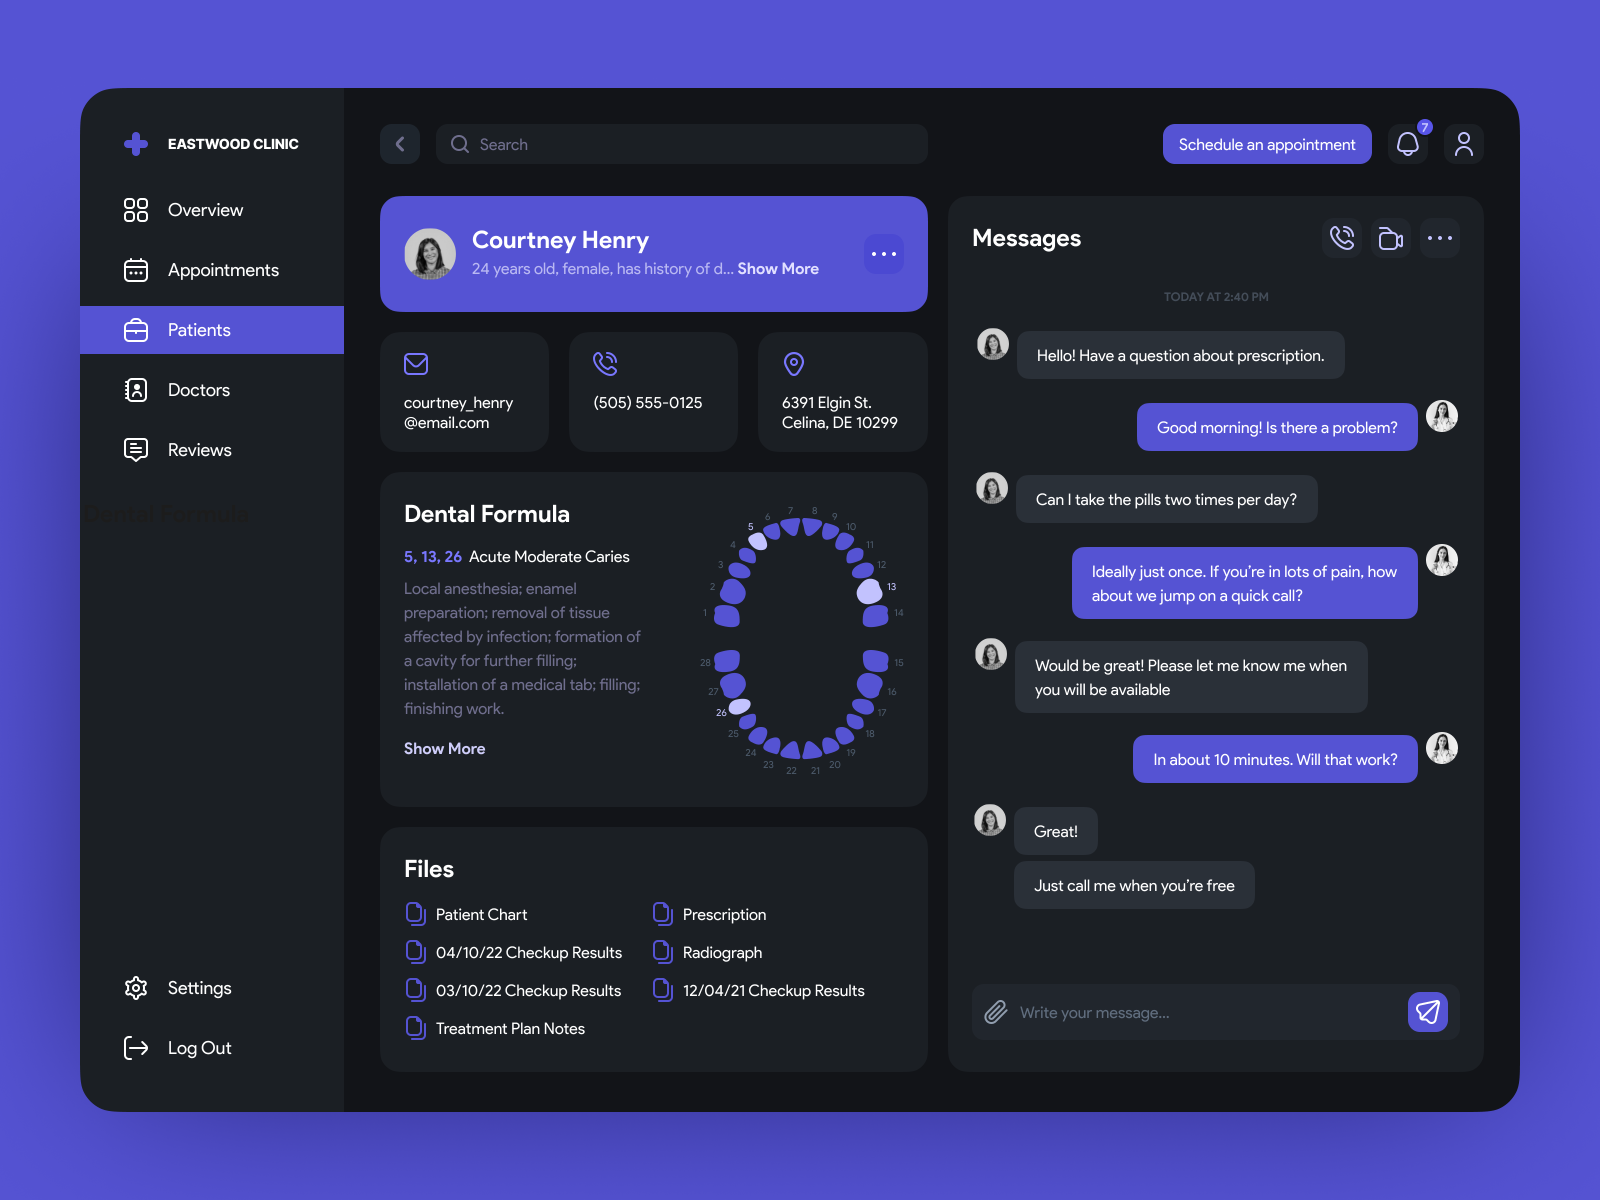 EASTWOOD CLINIC
Overview
Appointments
Patients
Doctors
Reviews
Dental Formula
Settings
Log Out
Search
Schedule an appointment
7
Courtney Henry
24 years old, female, has history of d... Show More
courtney_henry
@email.com
(505) 555-0125
6391 Elgin St.
Celina, DE 10299
Dental Formula
5, 13, 26 Acute Moderate Caries
Local anesthesia; enamel
preparation; removal of tissue
affected by infection; formation of
a cavity for further filling;
installation of a medical tab; filling;
finishing work.
Show More
1
2
3
4
5
6
7
8
9
10
11
12
13
14
15
16
17
18
19
20
21
22
23
24
25
26
27
28
Files
Patient Chart
Prescription
04/10/22 Checkup Results
Radiograph
03/10/22 Checkup Results
12/04/21 Checkup Results
Treatment Plan Notes
Messages
TODAY AT 2:40 PM
Hello! Have a question about prescription.
Good morning! Is there a problem?
Can I take the pills two times per day?
Ideally just once. If you’re in lots of pain, how
about we jump on a quick call?
Would be great! Please let me know me when
you will be available
In about 10 minutes. Will that work?
Great!
Just call me when you’re free
Write your message...